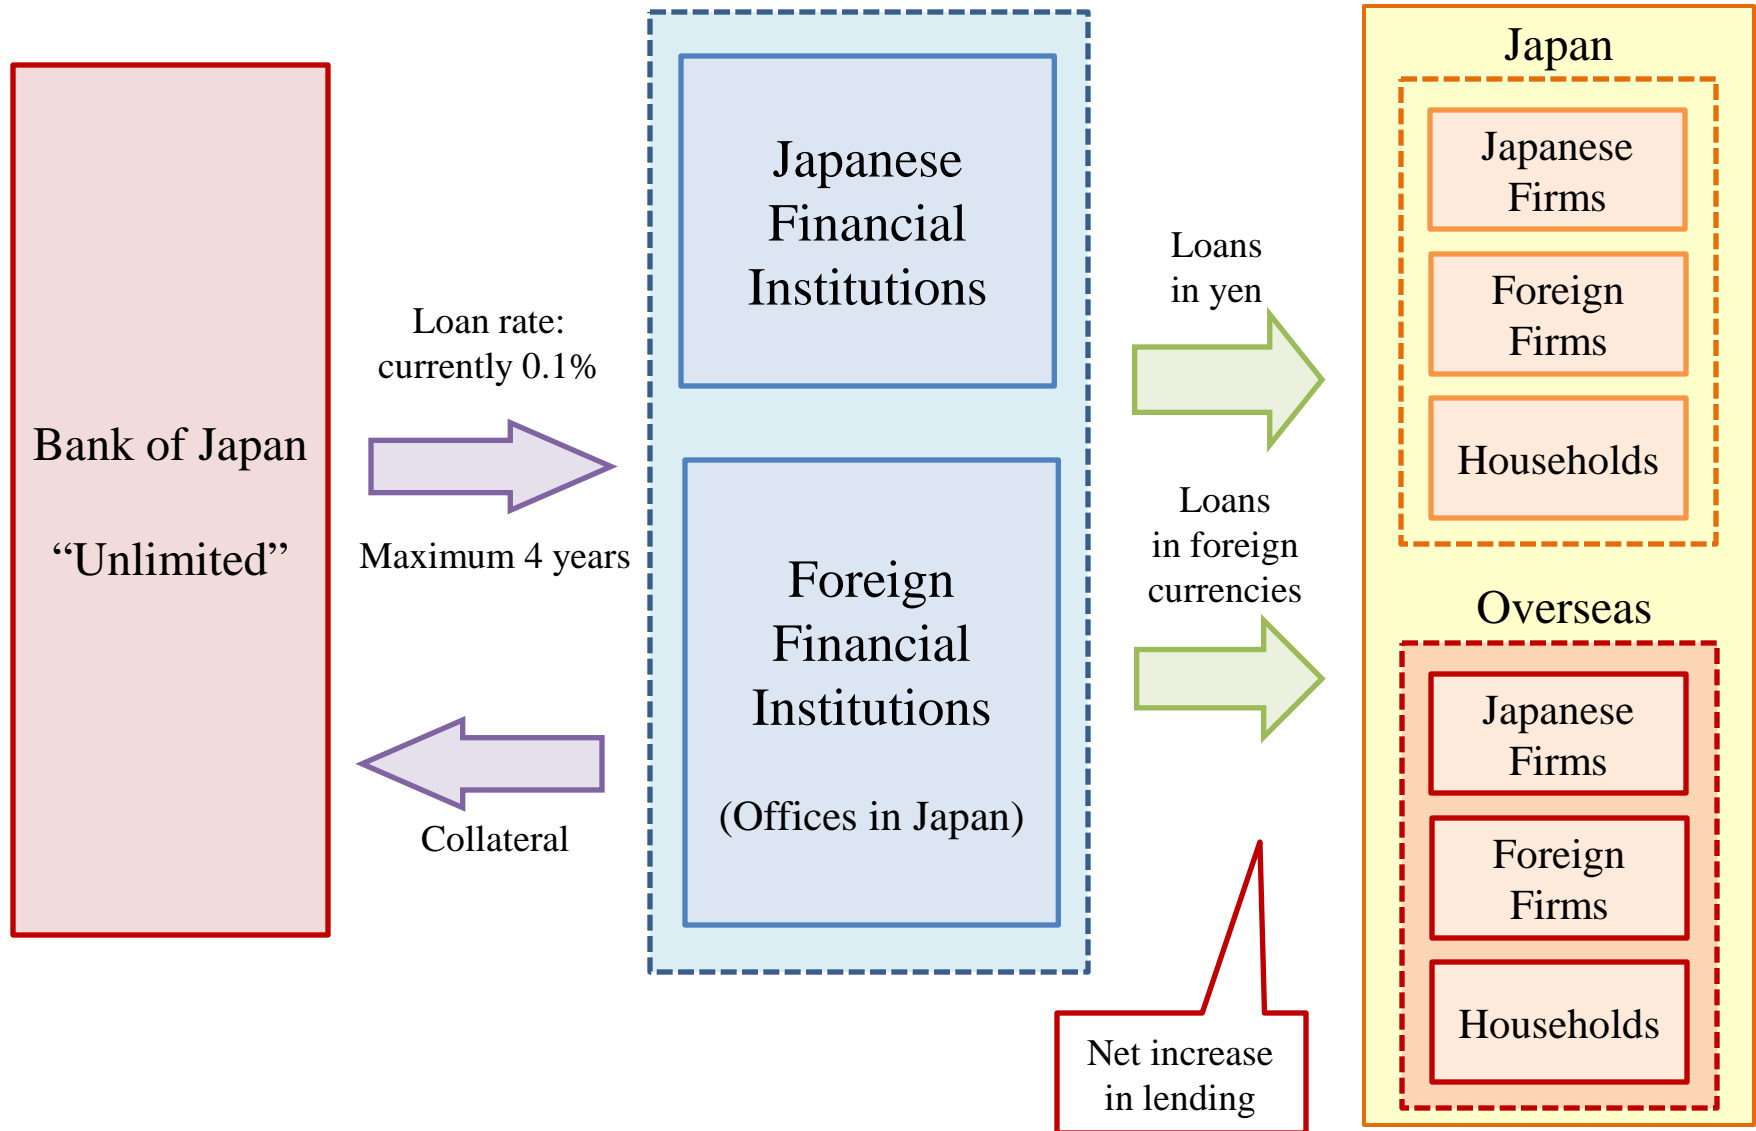 Bank of Japan
“Unlimited”
Loan rate:
currently 0.1%
Maximum 4 years
Collateral
Japanese
Financial
Institutions
Foreign
Financial
Institutions
(Offices in Japan)
Loans
in yen
Loans
in foreign
currencies
Net increase
in lending
Japan
Japanese
Firms
Foreign
Firms
Households
Overseas
Japanese
Firms
Foreign
Firms
Households